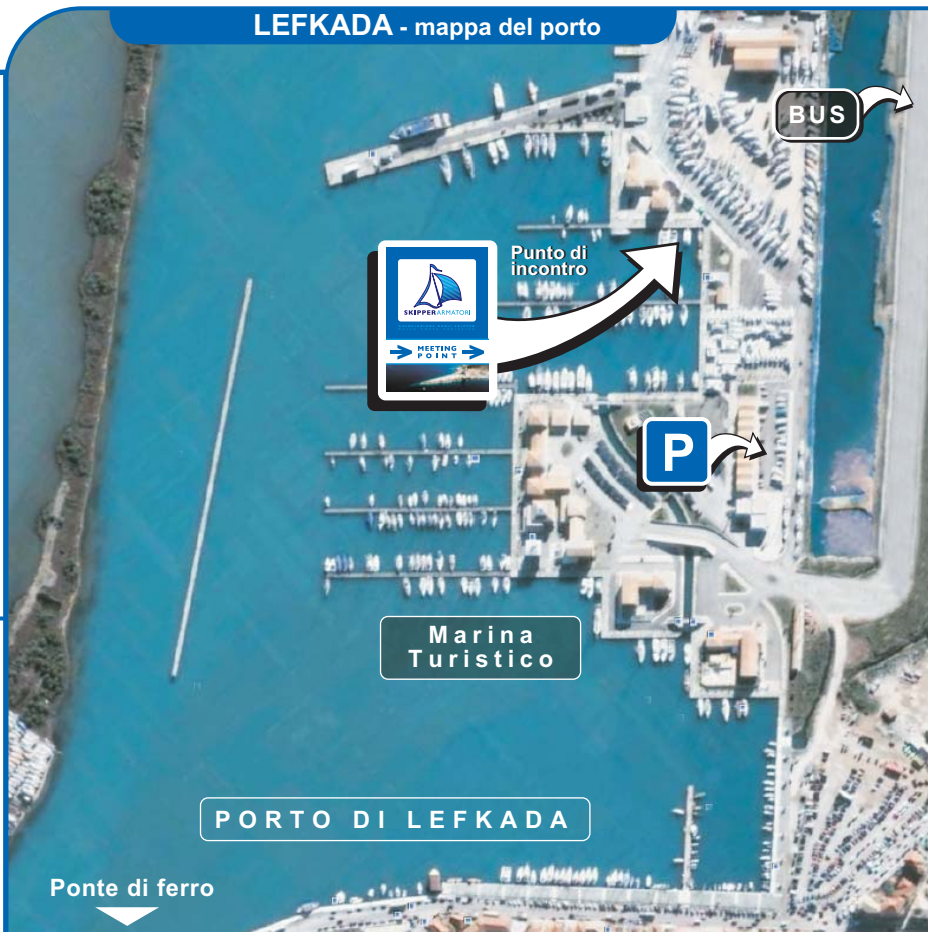 LEFKADA - mappa del porto
BUS
Punto di
incontro
SKIPPERARMATORI
MEETING
POINT
P
Marina
Turistico
PORTO DI LEFKADA
Ponte di ferro